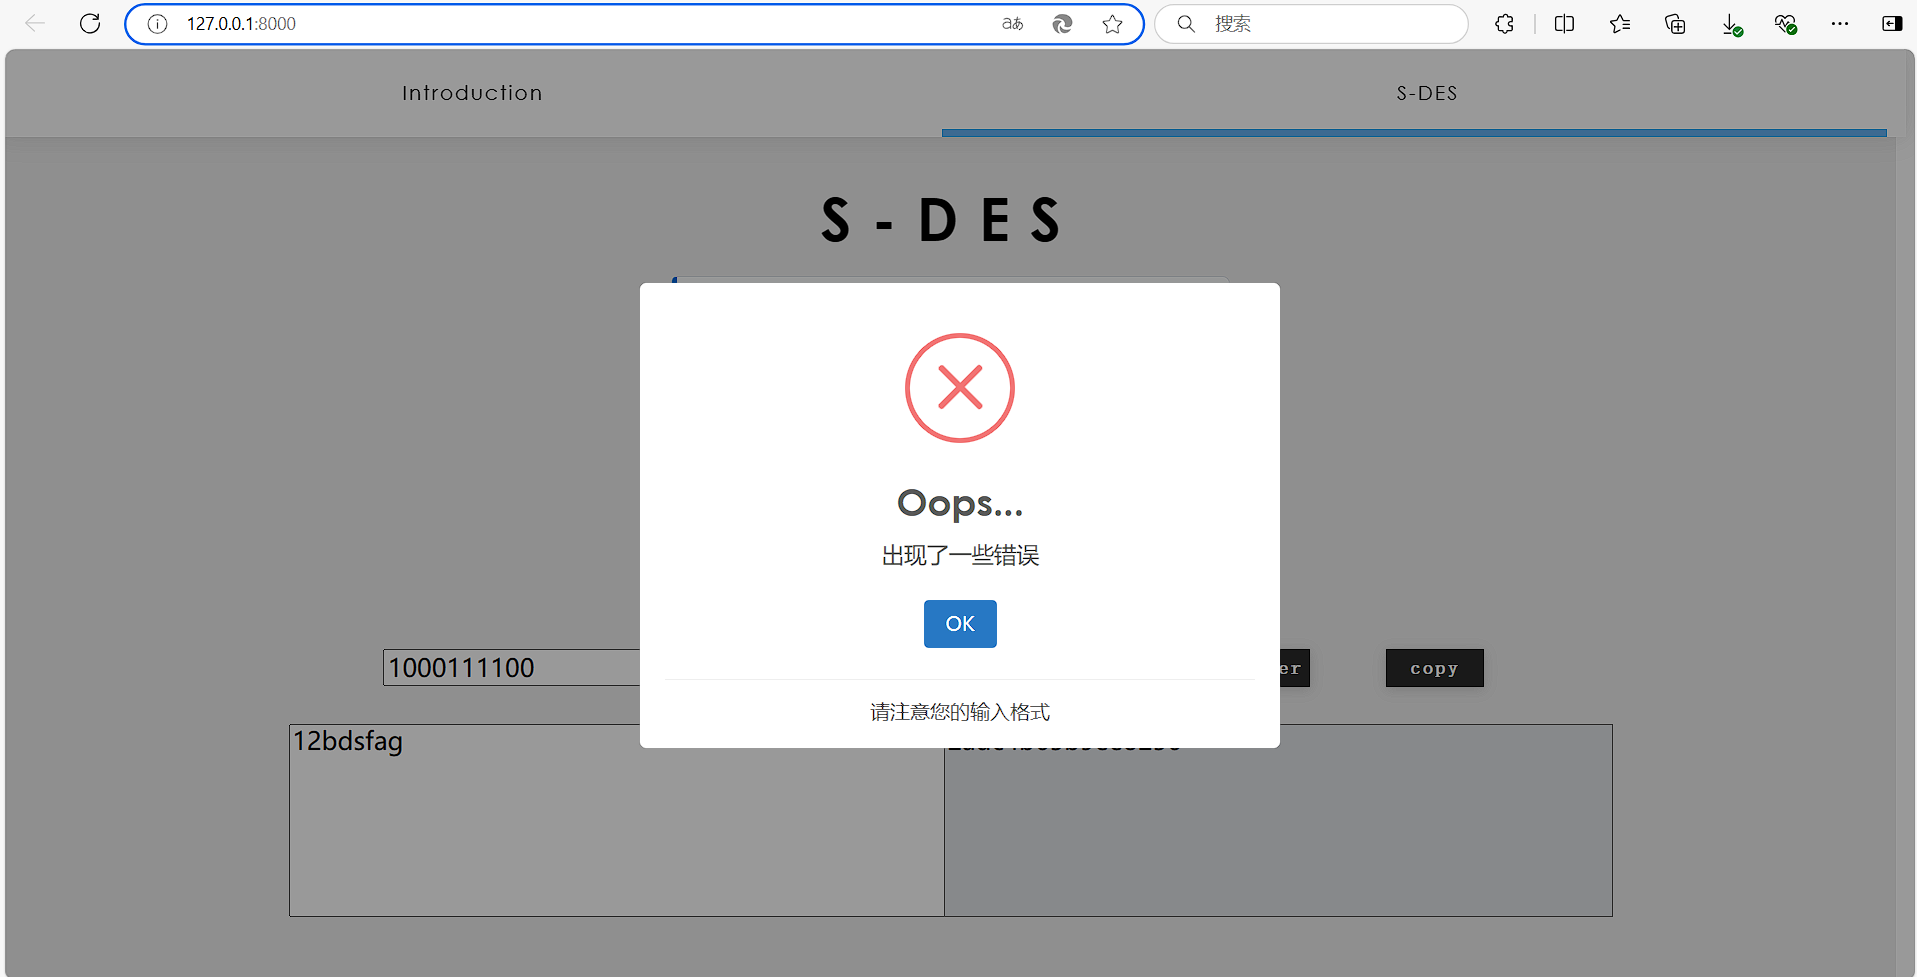 127.0.0.1:8000
搜索
Introduction
S-DES
S-DES
Oops...
出现了一些错误
OK
1000111100
er
copy
请注意您的输入格式
12bdsfag